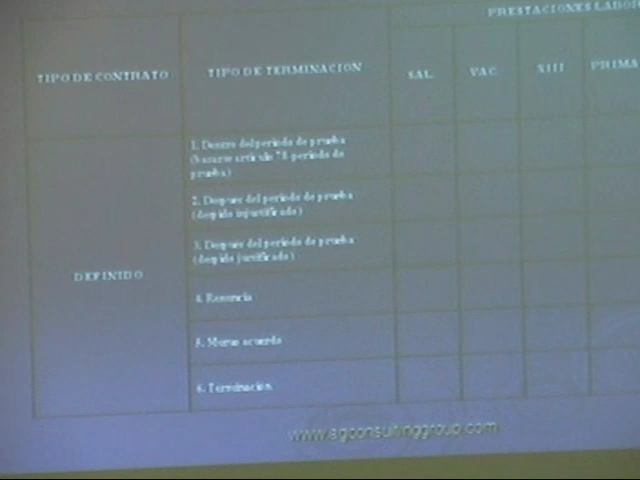 PRESTACIONES LABOR
TIPO DE CONTRATO
TIPO DE TERMINACION
SAL
VAC
XIII
PRIMA
1. Dentro del periodo de prueba
(basarse articulo 78 periodo de
prueba)
2. Después del periodo de prueba
(despido injustificado)
3. Después del periodo de prueba
(despido justificado)
DEFINIDO
4. Renuncia
5. Mutuo acuerdo
6. Terminación
www.agconsultinggroup.com